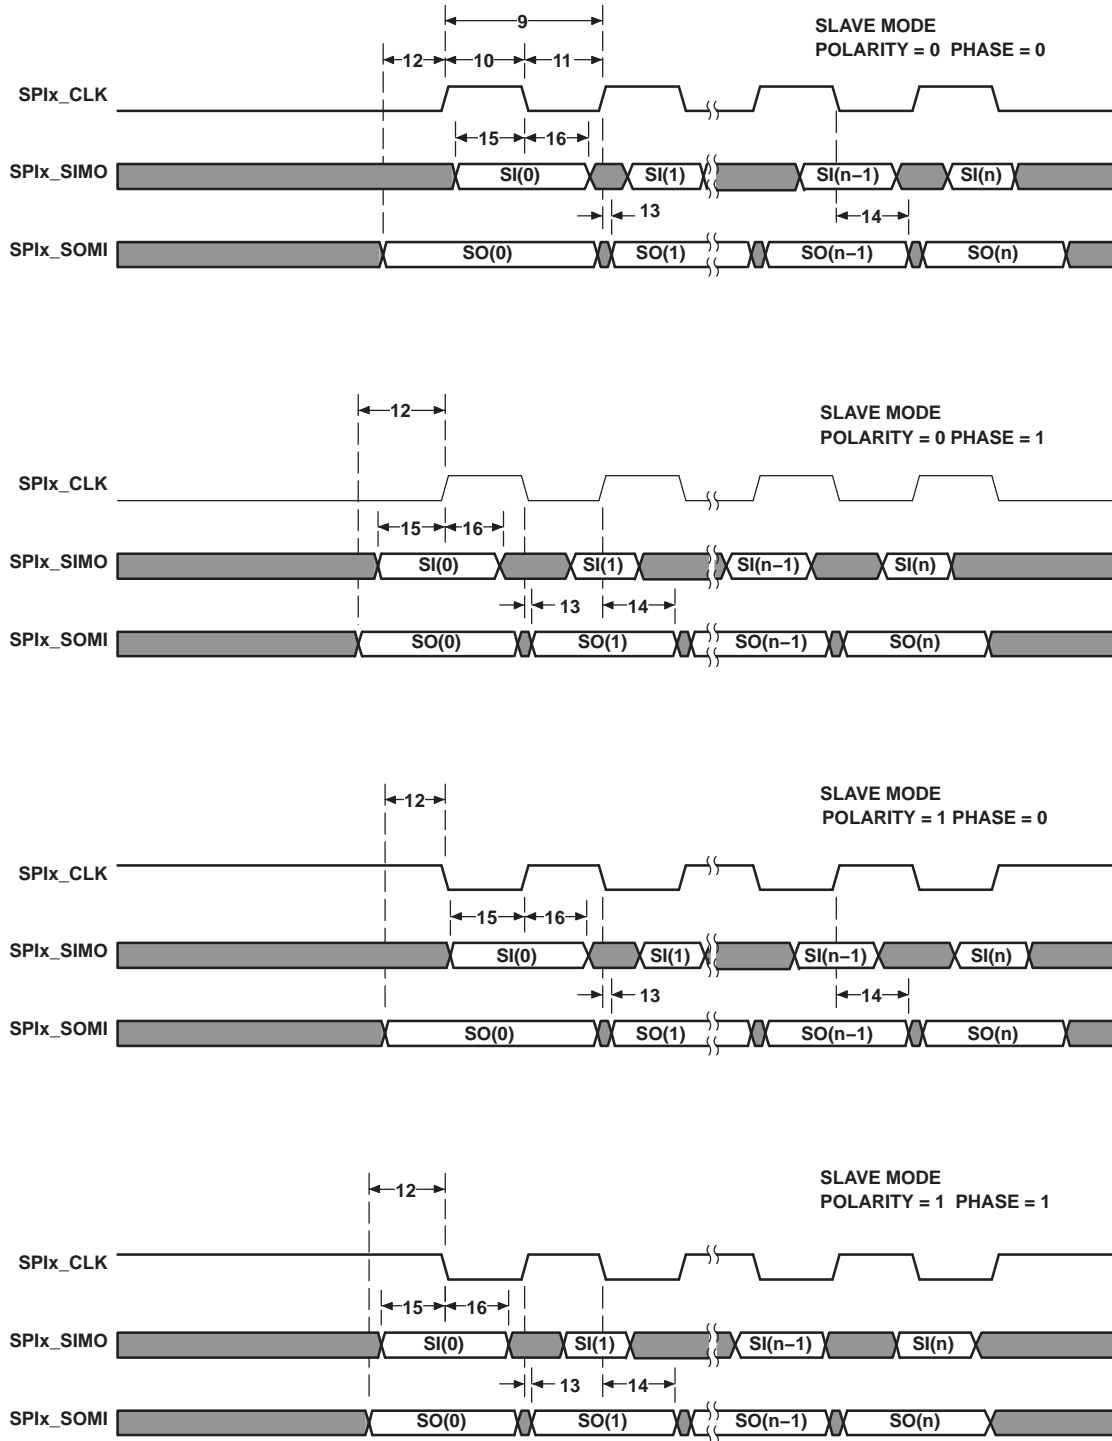 9
SLAVE MODE
POLARITY = 0 PHASE = 0
12 10 11
SPIx_CLK
15 16
SPIx_SIMO SI(0) SI(1) SI(n−1) SI(n)
13 14
SPIx_SOMI SO(0) SO(1) SO(n−1) SO(n)
12
SLAVE MODE
POLARITY = 0 PHASE = 1
SPIx_CLK
15 16
SPIx_SIMO SI(0) SI(1) SI(n−1) SI(n)
13 14
SPIx_SOMI SO(0) SO(1) SO(n−1) SO(n)
12
SLAVE MODE
POLARITY = 1 PHASE = 0
SPIx_CLK
15 16
SPIx_SIMO SI(0) SI(1) SI(n−1) SI(n)
13 14
SPIx_SOMI SO(0) SO(1) SO(n−1) SO(n)
12
SLAVE MODE
POLARITY = 1 PHASE = 1
SPIx_CLK
15 16
SPIx_SIMO SI(0) SI(1) SI(n−1) SI(n)
13 14
SPIx_SOMI SO(0) SO(1) SO(n−1) SO(n)